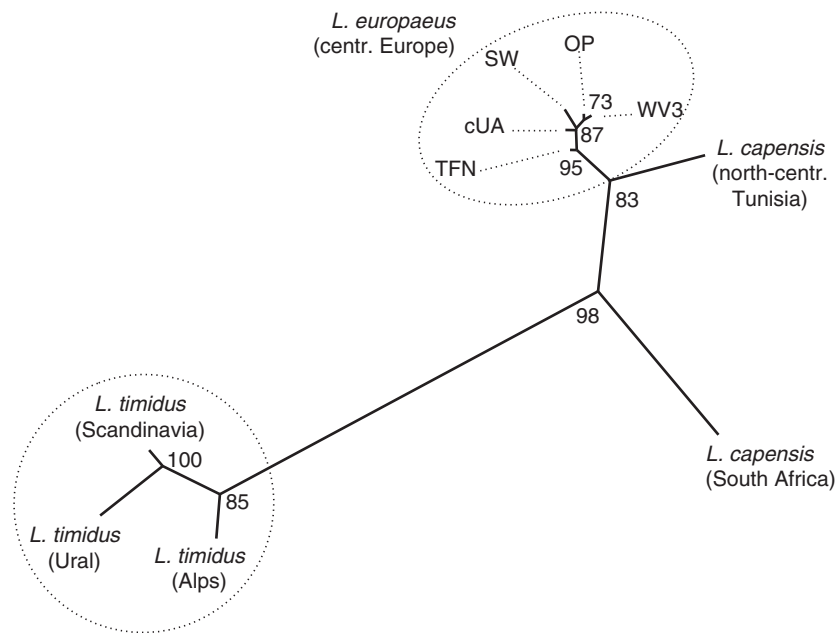 L. europaeus
(centr. Europe)
OP
SW
73
WV3
cUA
87
TFN
95
L. capensis
(north-centr.
Tunisia)
83
98
L. timidus
(Scandinavia)
100
L. capensis
(South Africa)
85
L. timidus
(Ural)
L. timidus
(Alps)